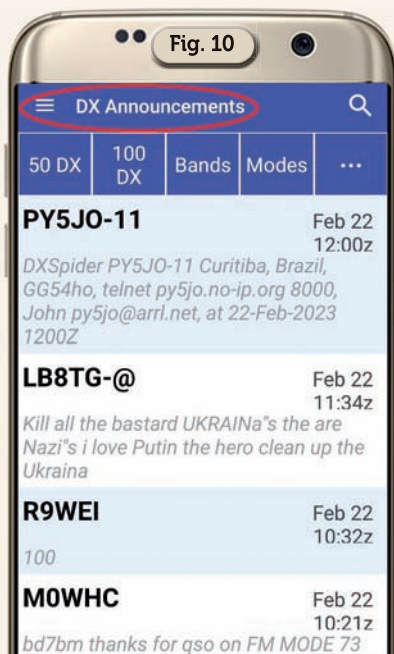 Fig. 10
DX Announcements
50 DX
100
DX
Bands
Modes
...
PY5JO-11
Feb 22
12:00z
DXSpider PY5JO-11 Curitiba, Brazil,
GG54ho, telnet py5jo.no-ip.org 8000,
John py5jo@arrl.net, at 22-Feb-2023
1200Z
LB8TG-@
Feb 22
11:34z
Kill all the bastard UKRAINa"s the are
Nazi"s i love Putin the hero clean up the
Ukraina
R9WEI
Feb 22
10:32z
100
M0WHC
Feb 22
10:21z
bd7bm thanks for qso on FM MODE 73